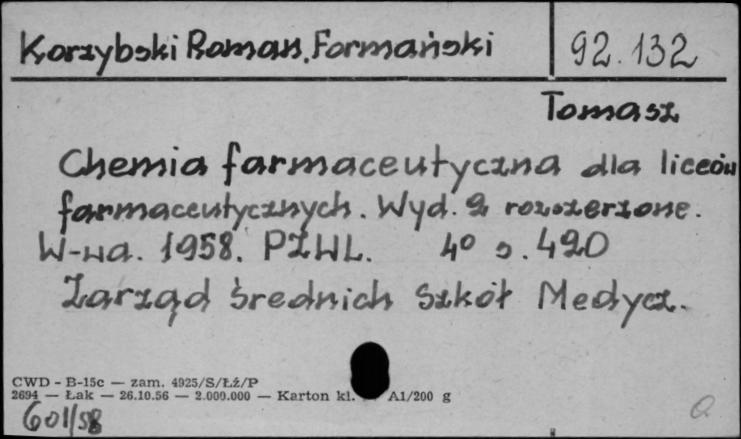 Korzybski Roman, Formański 92.132
Tomasz
Chemia farmaceutyczna dla liceów
farmaceutycznych. Wyd. 2 rozszerzone.
W-wa. 1958. PZWL. 4° s. 420
Zarząd Średnich Szkół Medycz.
CWD - B-15c — zam. 4925/S/Łź/P
2694 — Łak — 26.10.56 — 2.000.000 — Karton kl. A1/200 g
601/58